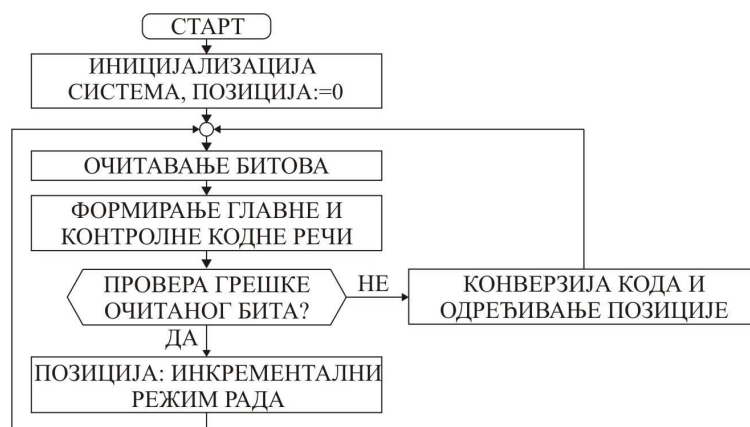 СТАРТ
ИНИЦИЈАЛИЗАЦИЈА
СИСТЕМА, ПОЗИЦИЈА:=0
ОЧИТАВАЊЕ БИТОВА
ФОРМИРАЊЕ ГЛАВНЕ И
КОНТРОЛНЕ КОДНЕ РЕЧИ
ПРОВЕРА ГРЕШКЕ
ОЧИТАНОГ БИТА?
НЕ
КОНВЕРЗИЈА КОДА И
ОДРЕЂИВАЊЕ ПОЗИЦИЈЕ
ДА
ПОЗИЦИЈА: ИНКРЕМЕНТАЛНИ
РЕЖИМ РАДА